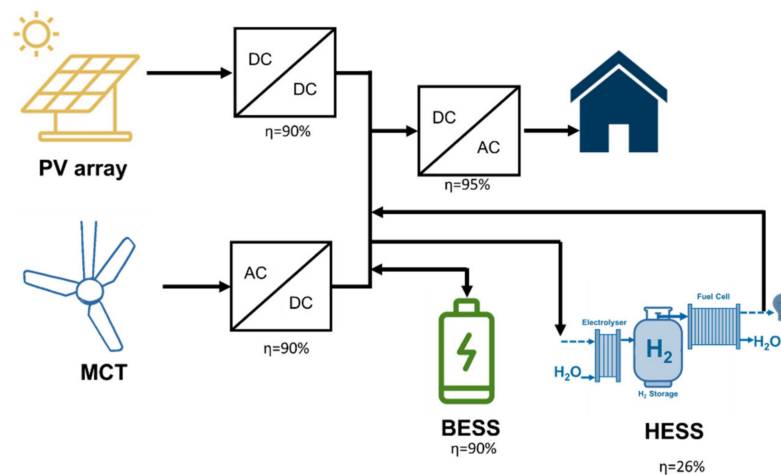 DC
DC
η=90%
PV array
DC
AC
η=95%
AC
DC
η=90%
MCT
BESS
η=90%
Electrolyser
H₂O
H₂
H₂ Storage
Fuel Cell
H₂O
HESS
η=26%